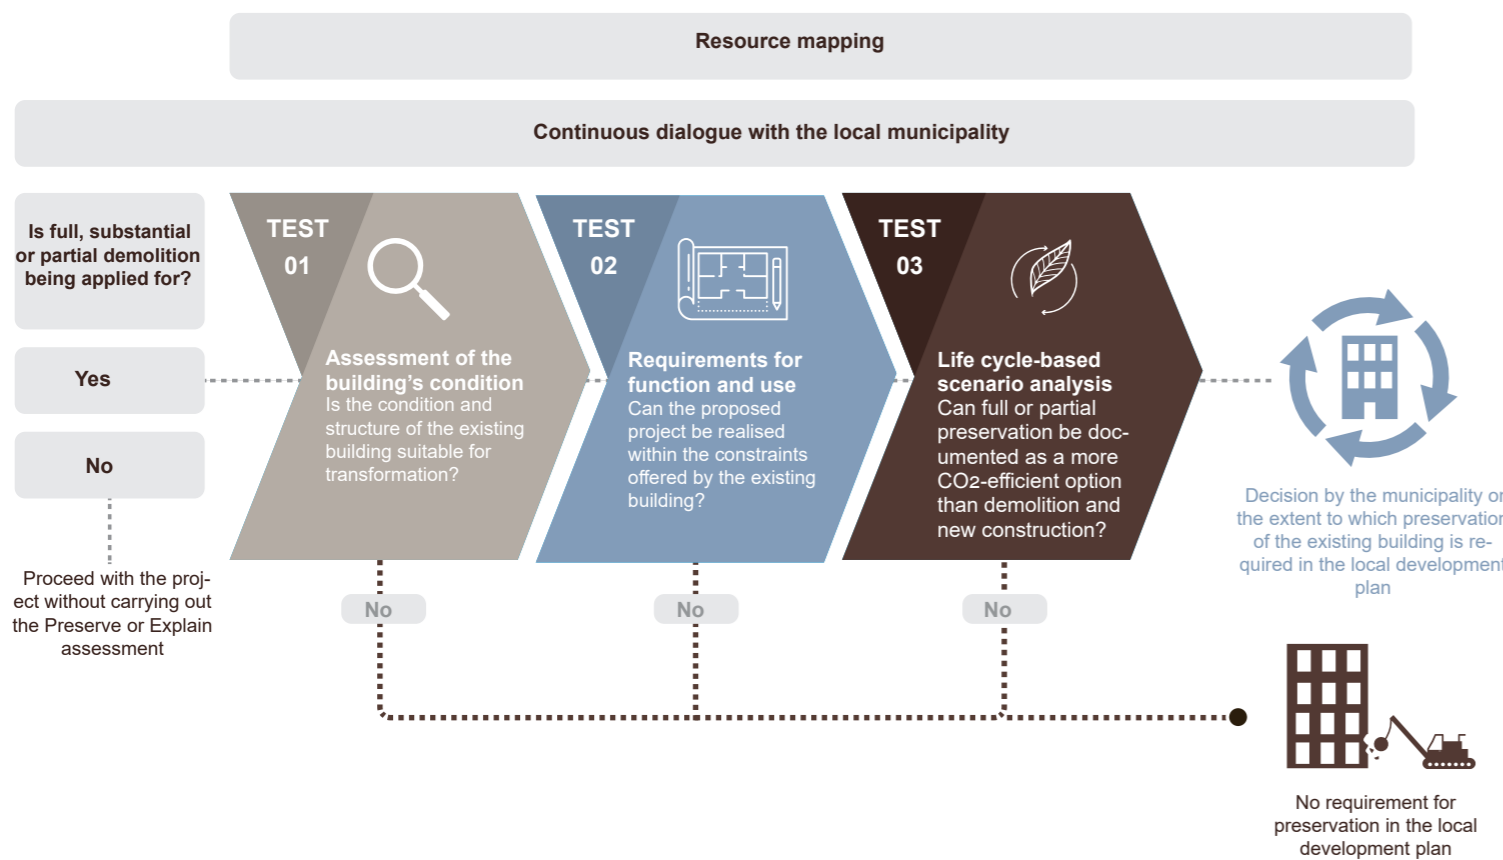 Resource mapping
Continuous dialogue with the local municipality
Is full, substantial
or partial demolition
being applied for?
Yes
No
Proceed with the proj-
ect without carrying out
the Preserve or Explain
assessment
TEST
01
Assessment of the
building's condition
Is the condition and
structure of the existing
building suitable for
transformation?
TEST
02
Requirements for
function and use
Can the proposed
project be realised
within the constraints
offered by the existing
building?
TEST
03
Life cycle-based
scenario analysis
Can full or partial
preservation be doc-
umented as a more
CO2-efficient option
than demolition and
new construction?
No
No
No
Decision by the municipality on
the extent to which preservation
of the existing building is re-
quired in the local development
plan
No requirement for
preservation in the local
development plan